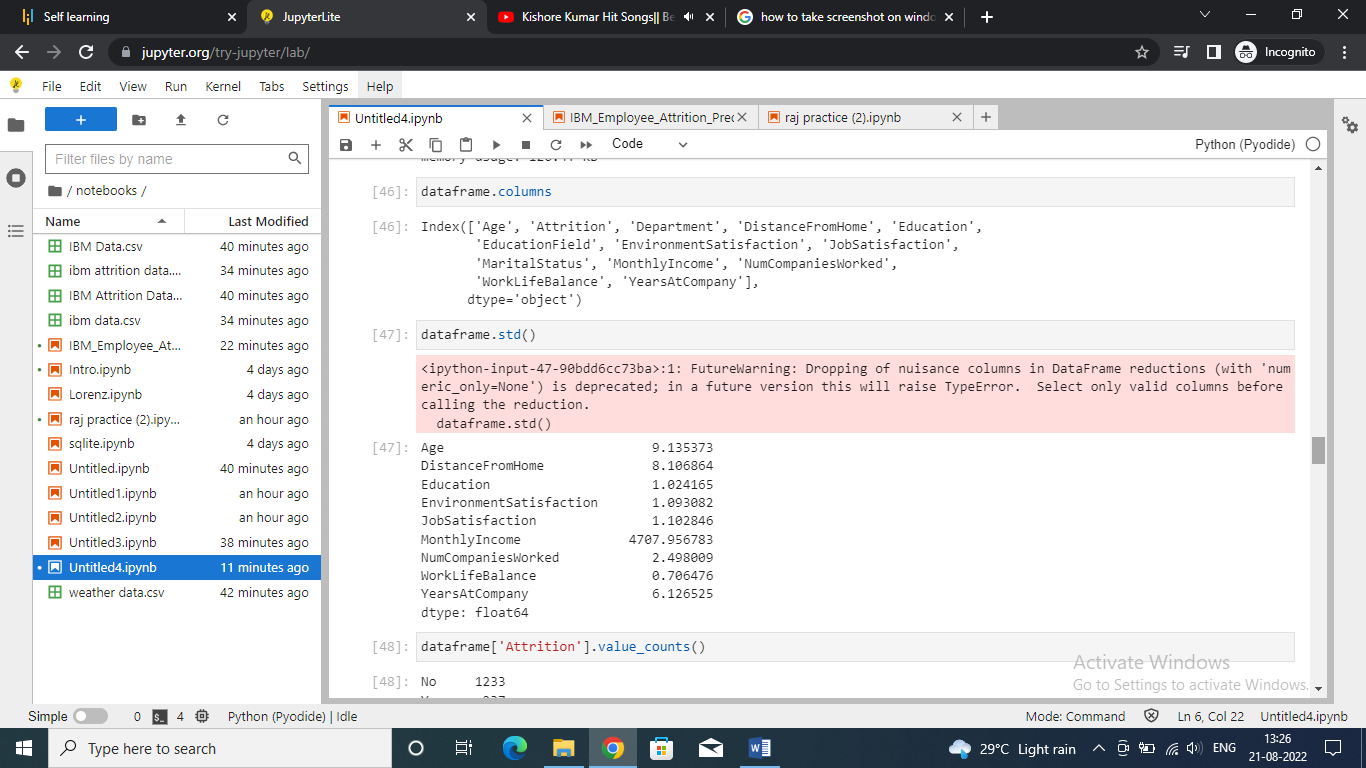 Self learning
JupyterLite
Kishore Kumar Hit Songs|| Be
how to take screenshot on windo
jupyter.org/try-jupyter/lab/
Incognito
File Edit View Run Kernel Tabs Settings Help
Filter files by name
/ notebooks /
Name Last Modified
IBM Data.csv 40 minutes ago
ibm attrition data.... 34 minutes ago
IBM Attrition Data... 40 minutes ago
ibm data.csv 34 minutes ago
IBM_Employee_At... 22 minutes ago
Intro.ipynb 4 days ago
Lorenz.ipynb 4 days ago
raj practice (2).ipy... an hour ago
sqlite.ipynb 4 days ago
Untitled.ipynb 40 minutes ago
Untitled1.ipynb an hour ago
Untitled2.ipynb an hour ago
Untitled3.ipynb 38 minutes ago
Untitled4.ipynb 11 minutes ago
weather data.csv 42 minutes ago
Untitled4.ipynb
IBM_Employee_Attrition_Prec
raj practice (2).ipynb
Code
Python (Pyodide)
[46]: dataframe.columns
[46]: Index(['Age', 'Attrition', 'Department', 'DistanceFromHome', 'Education',
'EducationField', 'EnvironmentSatisfaction', 'JobSatisfaction',
'MaritalStatus', 'MonthlyIncome', 'NumCompaniesWorked',
'WorkLifeBalance', 'YearsAtCompany'],
dtype='object')
[47]: dataframe.std()
<ipython-input-47-90bdd6cc73ba>:1: FutureWarning: Dropping of nuisance columns in DataFrame reductions (with 'num
eric_only=None') is deprecated; in a future version this will raise TypeError.  Select only valid columns before
calling the reduction.
dataframe.std()
[47]: Age 9.135373
DistanceFromHome 8.106864
Education 1.024165
EnvironmentSatisfaction 1.093082
JobSatisfaction 1.102846
MonthlyIncome 4707.956783
NumCompaniesWorked 2.498009
WorkLifeBalance 0.706476
YearsAtCompany 6.126525
dtype: float64
[48]: dataframe['Attrition'].value_counts()
[48]: No 1233
Activate Windows
Go to Settings to activate Windows.
Simple 0 4 Python (Pyodide) | Idle
Mode: Command Ln 6, Col 22 Untitled4.ipynb
Type here to search
29°C Light rain
ENG
13:26
21-08-2022